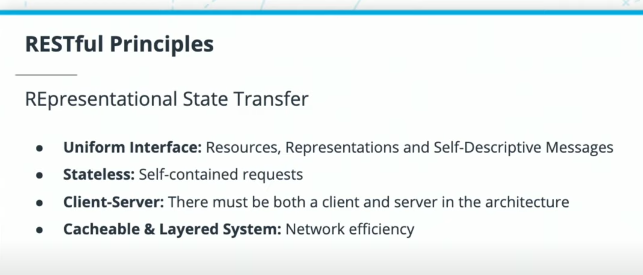 RESTful Principles
REpresentational State Transfer
● Uniform Interface: Resources, Representations and Self-Descriptive Messages
● Stateless: Self-contained requests
● Client-Server: There must be both a client and server in the architecture
● Cacheable & Layered System: Network efficiency